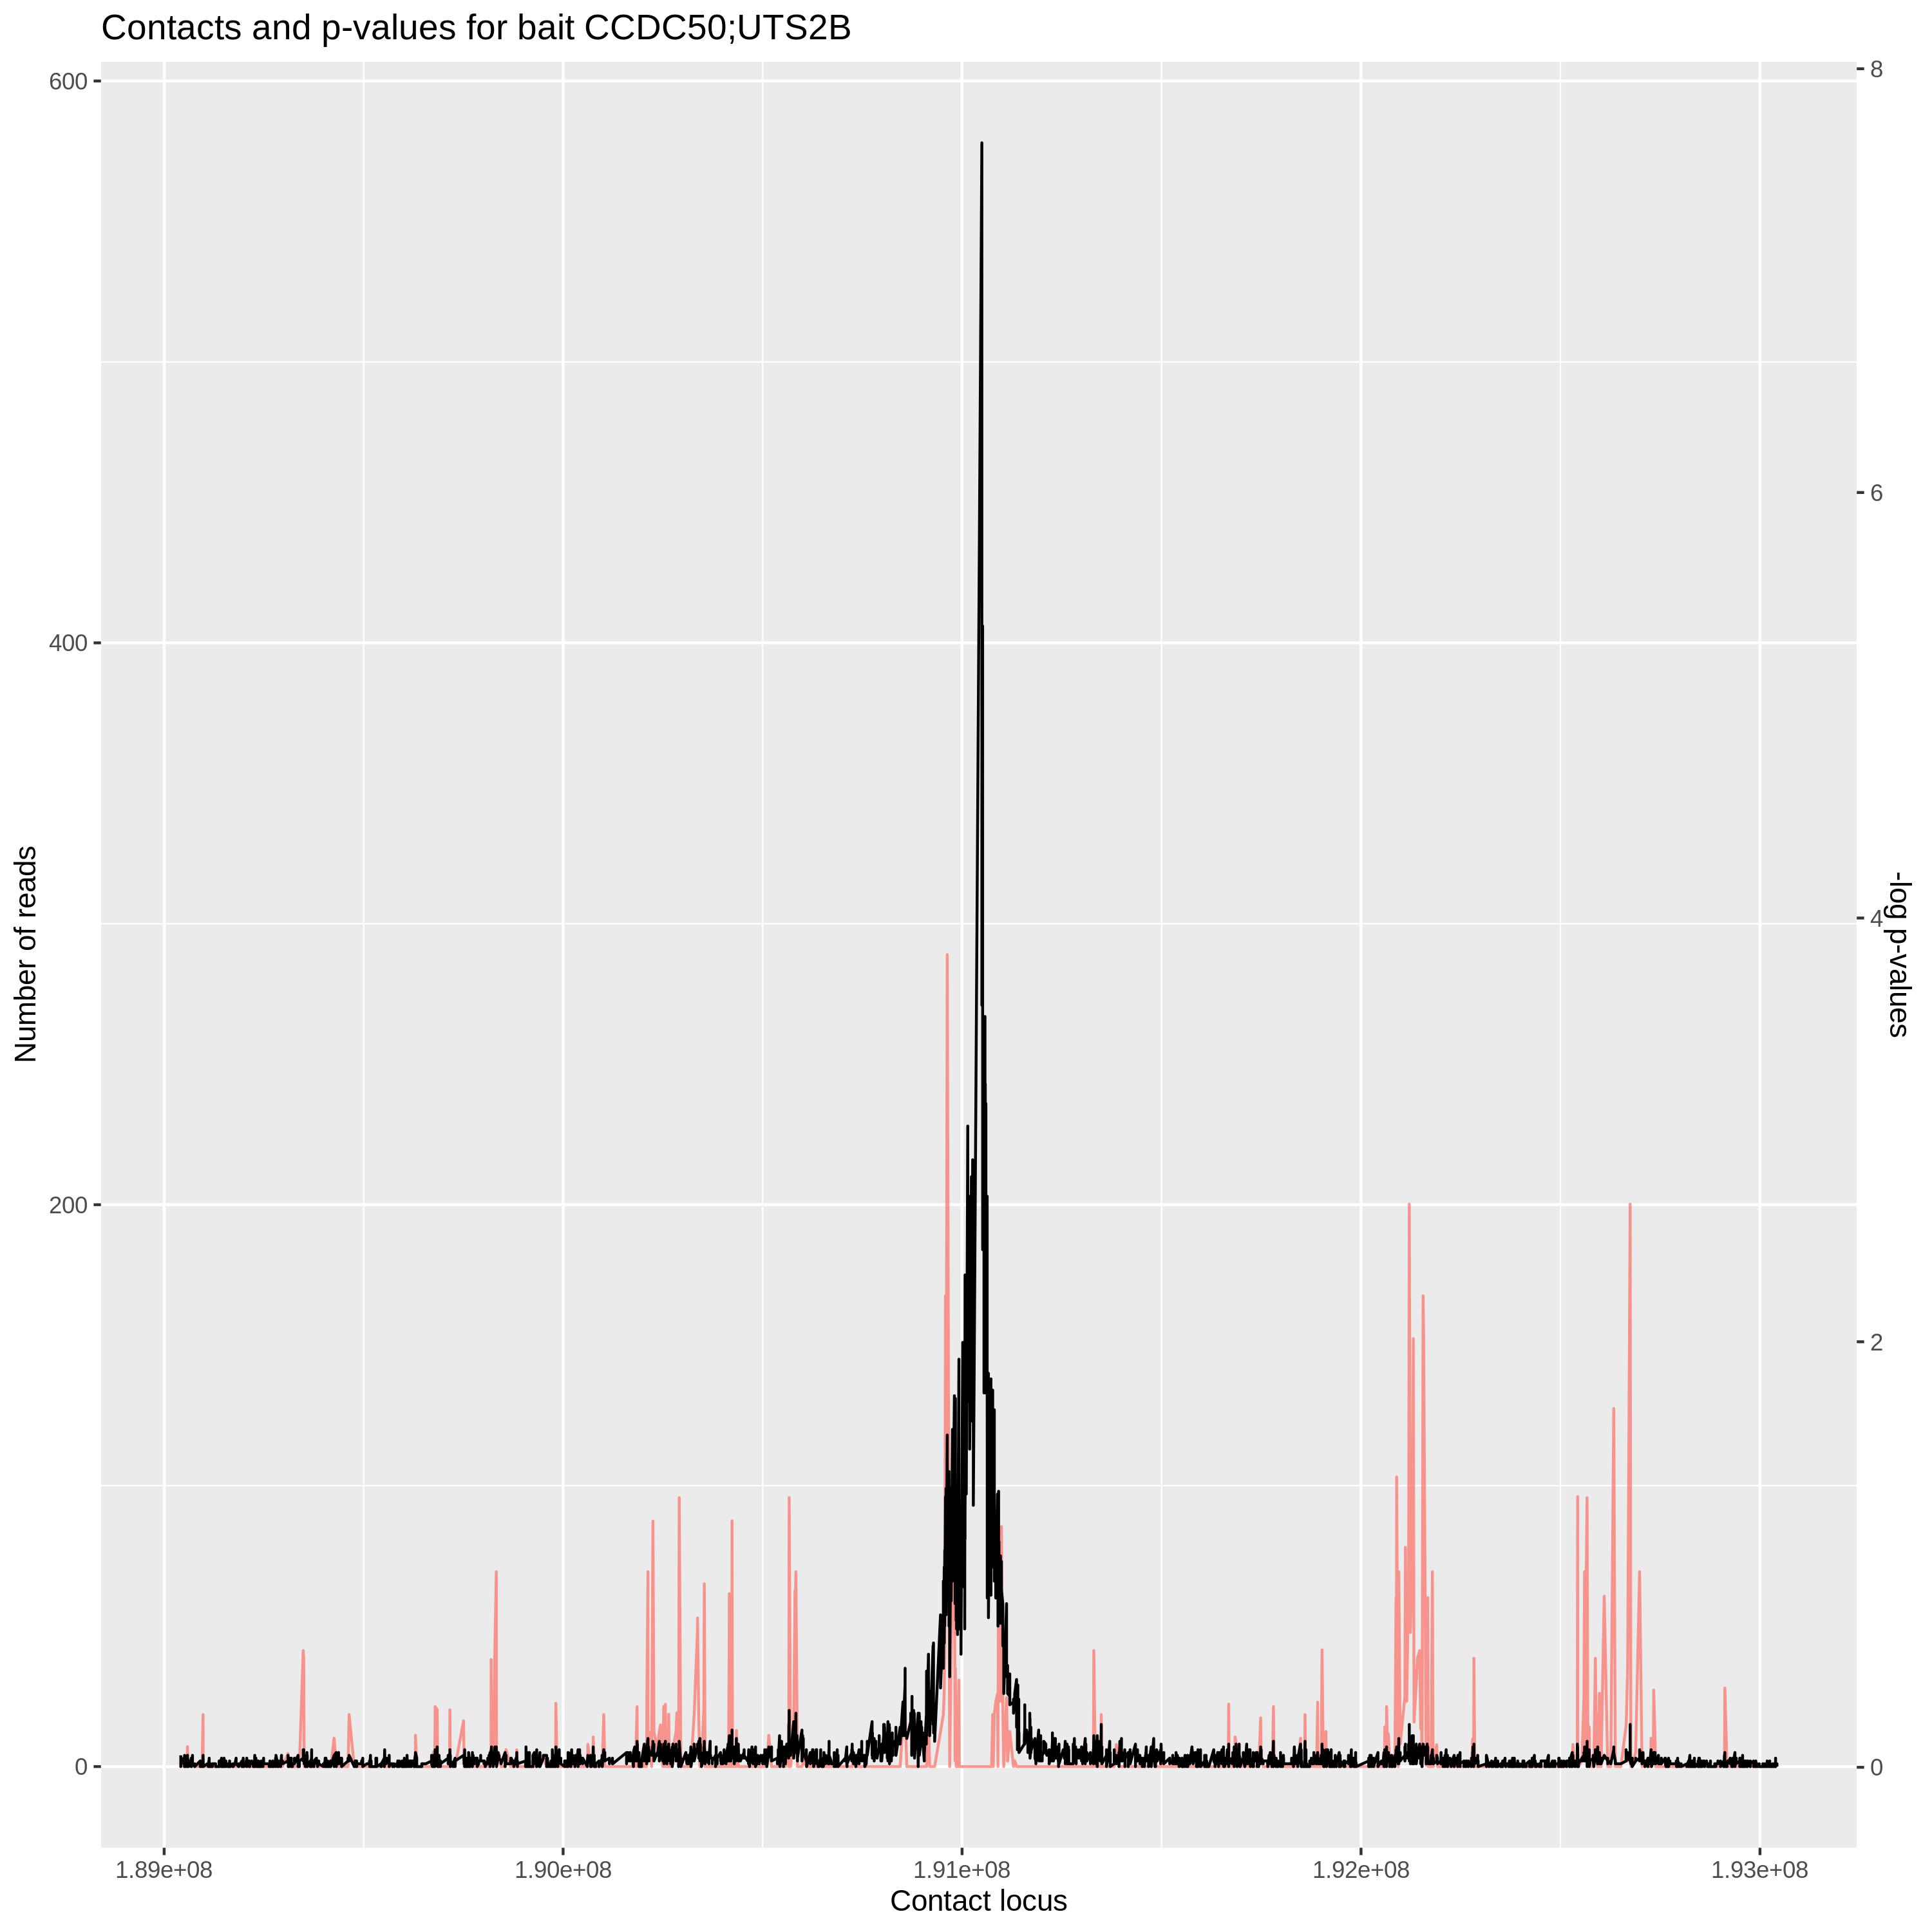 Contacts and p-values for bait CCDC50;UTS2B
600
400
200
0
Number of reads
8
6
4
2
0
-log p-values
1.89e+08 1.90e+08 1.91e+08 1.92e+08 1.93e+08
Contact locus